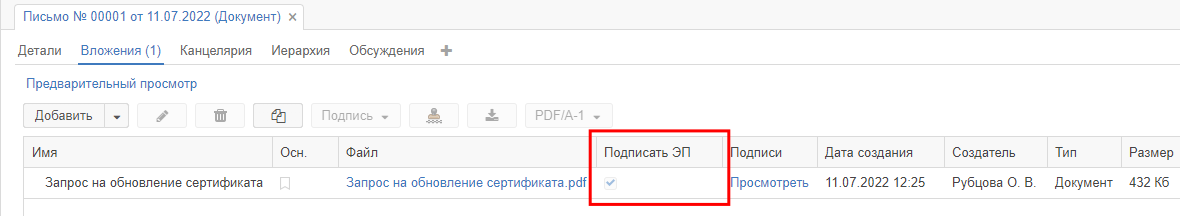 Письмо № 00001 от 11.07.2022 (Документ)
Детали Вложения (1) Канцелярия Иерархия Обсуждения
Предварительный просмотр
Добавить Подпись PDF/A-1
Имя Осн. Файл Подписать ЭП Подписи Дата создания Создатель Тип Размер
Запрос на обновление сертификата Запрос на обновление сертификата.pdf Просмотреть 11.07.2022 12:25 Рубцова О. В. Документ 432 Кб